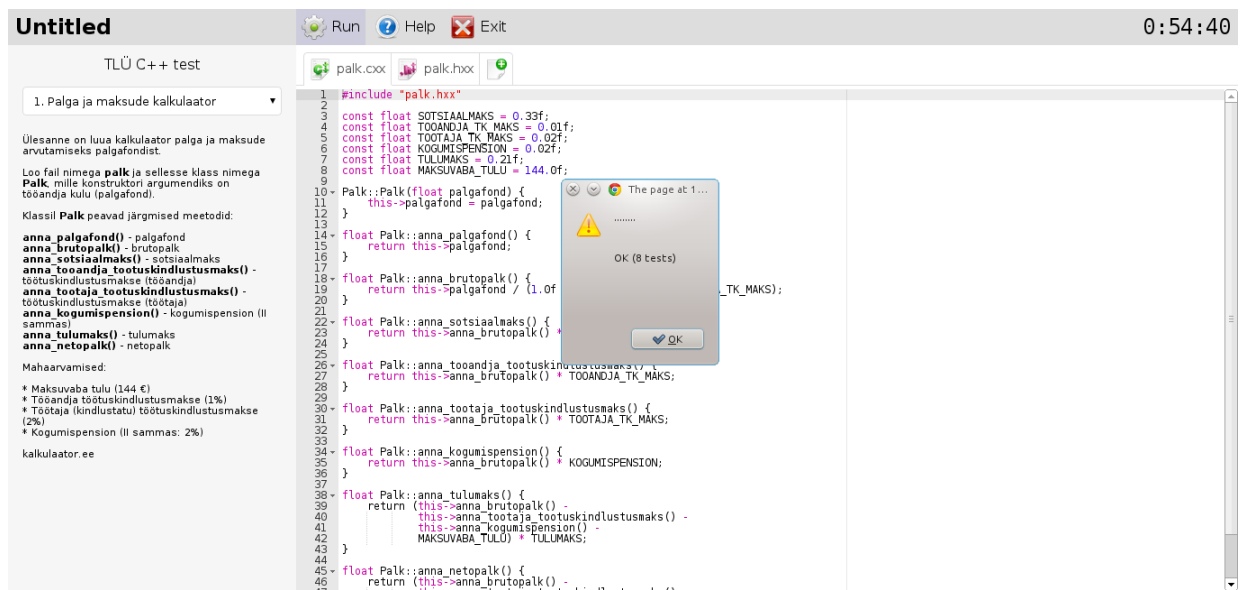 Untitled
Run Help Exit
0:54:40
TLÜ C++ test
1. Palga ja maksude kalkulaator
Ülesanne on luua kalkulaator palga ja maksude
arvutamiseks palgafondist.
Loo fail nimega palk ja sellesse klass nimega
Palk, mille konstruktori argumendiks on
tööandja kulu (palgafond).
Klassil Palk peavad järgmised meetodid:
anna_palgafond() - palgafond
anna_brutopalk() - brutopalk
anna_sotsiaalmaks() - sotsiaalmaks
anna_tooandja_tootuskindlustusmaks() -
töötuskindlustusmakse (tööandja)
anna_tootaja_tootuskindlustusmaks() -
töötuskindlustusmakse (töötaja)
anna_kogumispension() - kogumispension (II
sammas)
anna_tulumaks() - tulumaks
anna_netopalk() - netopalk
Mahaarvamised:
* Maksuvaba tulu (144 €)
* Tööandja töötuskindlustusmakse (1%)
* Töötaja (kindlustatu) töötuskindlustusmakse
(2%)
* Kogumispension (II sammas: 2%)
kalkulaator.ee
palk.cxx palk.hxx
1 #include "palk.hxx"
2
3 const float SOTSIAALMAKS = 0.33f;
4 const float TOOANDJA_TK_MAKS = 0.01f;
5 const float TOOTAJA_TK_MAKS = 0.02f;
6 const float KOGUMISPENSION = 0.02f;
7 const float TULUMAKS = 0.21f;
8 const float MAKSUVABA_TULU = 144.0f;
9
10 Palk::Palk(float palgafond) {
11 this->palgafond = palgafond;
12 }
13
14 float Palk::anna_palgafond() {
15 return this->palgafond;
16 }
17
18 float Palk::anna_brutopalk() {
19 return this->palgafond / (1.0f _TK_MAKS);
20 }
21
22 float Palk::anna_sotsiaalmaks() {
23 return this->anna_brutopalk() *
24 }
25
26 float Palk::anna_tooandja_tootuskindlustusmaks() {
27 return this->anna_brutopalk() * TOOANDJA_TK_MAKS;
28 }
29
30 float Palk::anna_tootaja_tootuskindlustusmaks() {
31 return this->anna_brutopalk() * TOOTAJA_TK_MAKS;
32 }
33
34 float Palk::anna_kogumispension() {
35 return this->anna_brutopalk() * KOGUMISPENSION;
36 }
37
38 float Palk::anna_tulumaks() {
39 return (this->anna_brutopalk() -
40 this->anna_tootaja_tootuskindlustusmaks() -
41 this->anna_kogumispension() -
42 MAKSUVABA_TULU) * TULUMAKS;
43 }
44
45 float Palk::anna_netopalk() {
46 return (this->anna_brutopalk() -
The page at 1...
........
OK (8 tests)
OK